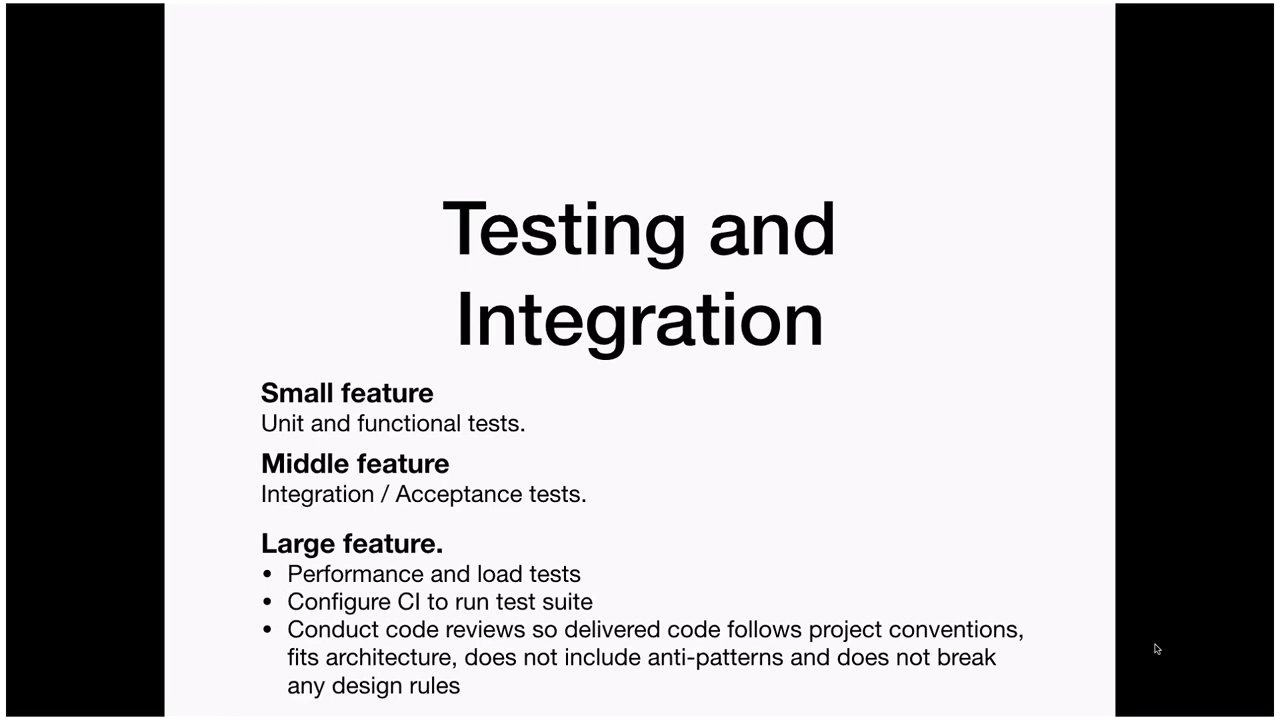 Testing and
Integration
Small feature
Unit and functional tests.
Middle feature
Integration / Acceptance tests.
Large feature.
• Performance and load tests
• Configure CI to run test suite
• Conduct code reviews so delivered code follows project conventions,
fits architecture, does not include anti-patterns and does not break
any design rules